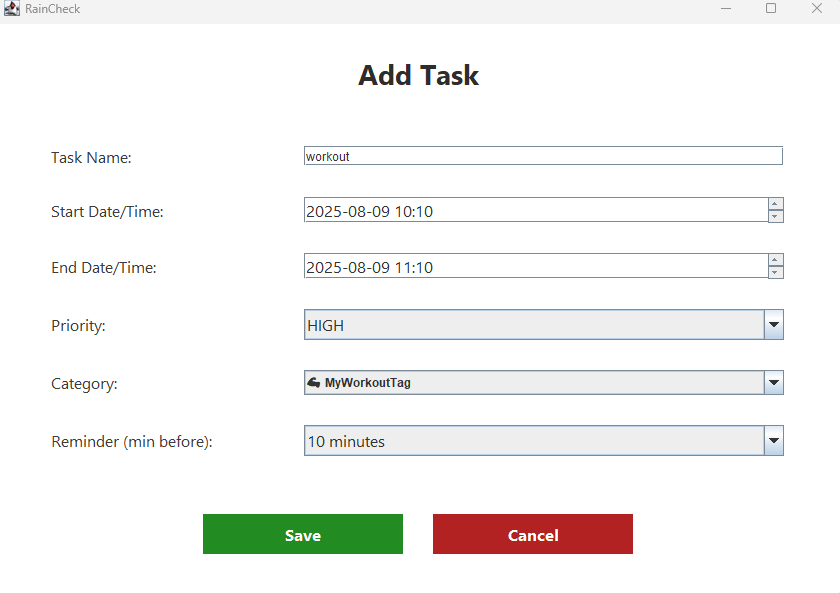 RainCheck
Add Task
Task Name: workout
Start Date/Time: 2025-08-09 10:10
End Date/Time: 2025-08-09 11:10
Priority: HIGH
Category: 💪 MyWorkoutTag
Reminder (min before): 10 minutes
Save Cancel